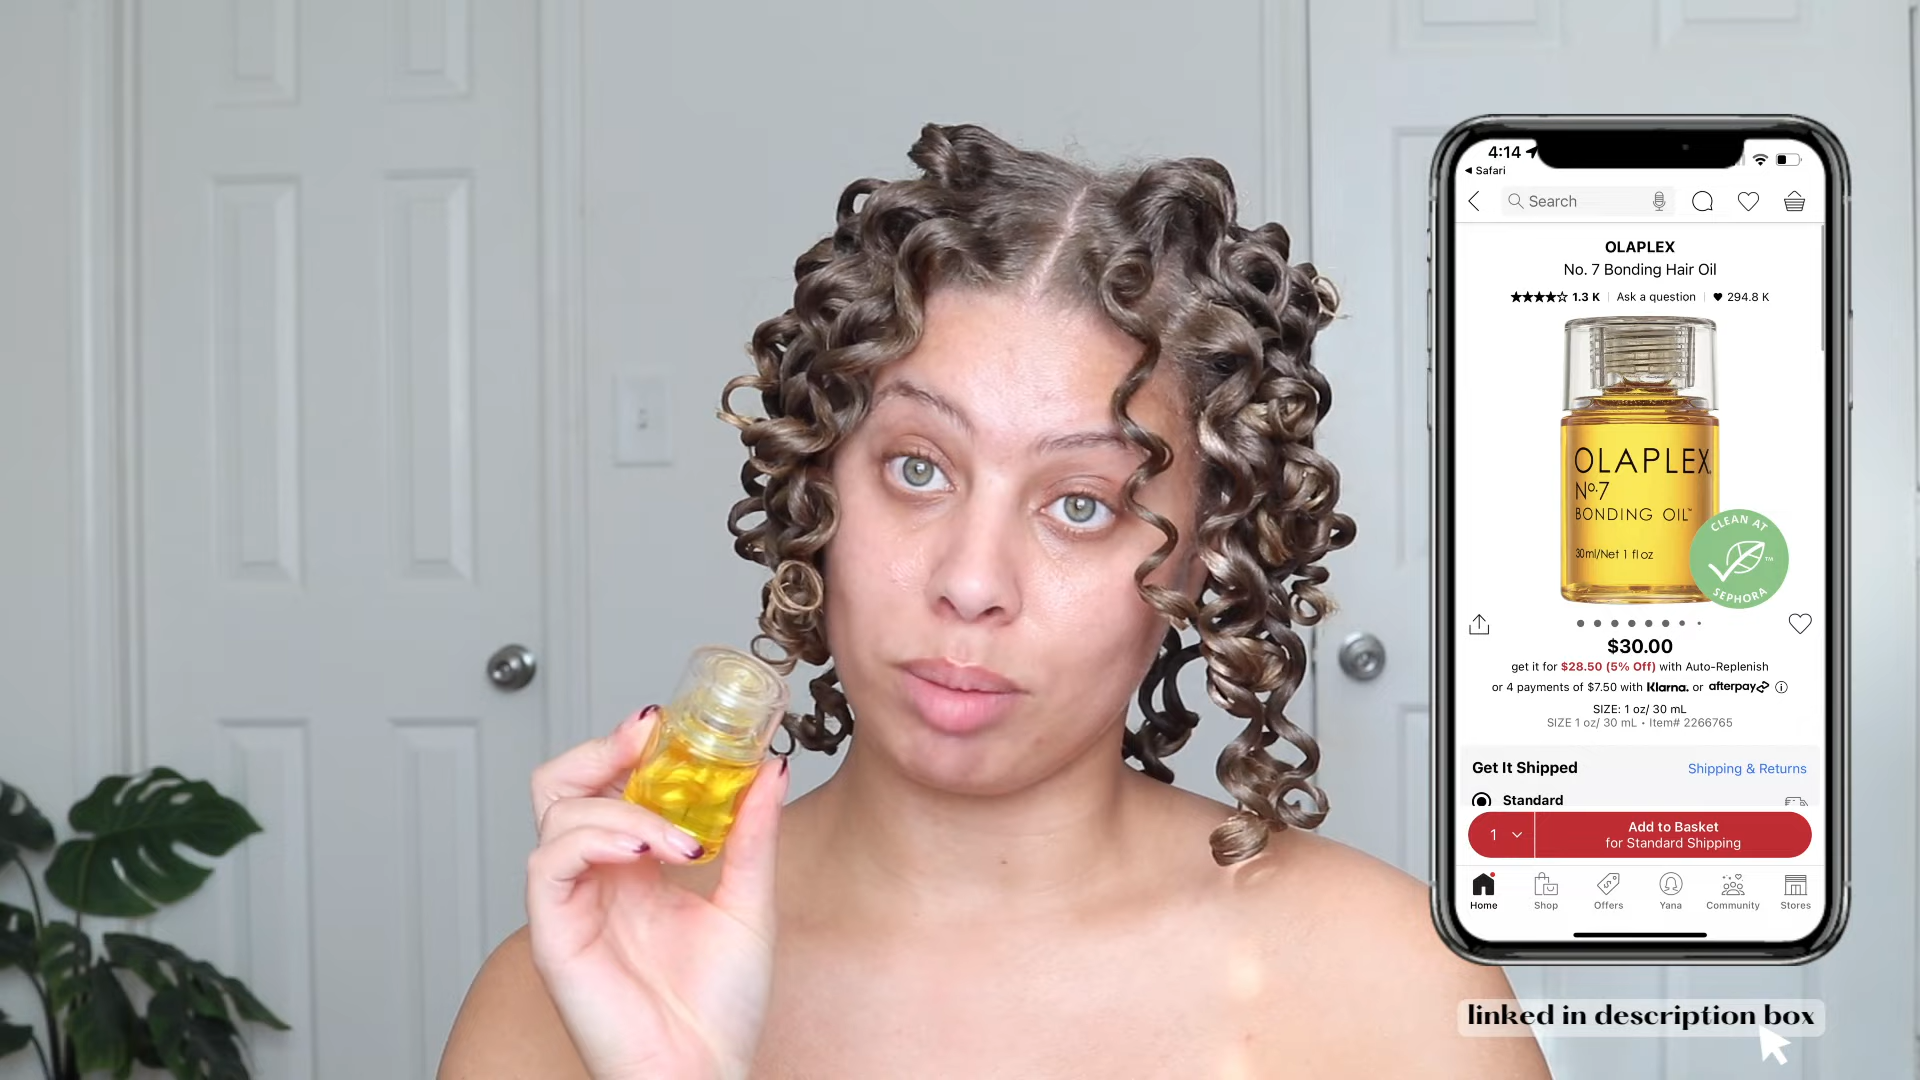 4:14
Safari
Search
OLAPLEX
No. 7 Bonding Hair Oil
1.3 K | Ask a question | 294.8 K
OLAPLEX
Nº.7
BONDING OIL™
30ml/Net 1 fl oz
CLEAN AT
SEPHORA
TM
$30.00
get it for $28.50 (5% Off) with Auto-Replenish
or 4 payments of $7.50 with Klarna. or afterpay
SIZE: 1 oz/ 30 mL
SIZE 1 oz/ 30 mL • Item# 2266765
Get It Shipped
Shipping & Returns
Standard
1
Add to Basket
for Standard Shipping
Home
Shop
Offers
Yana
Community
Stores
linked in description box